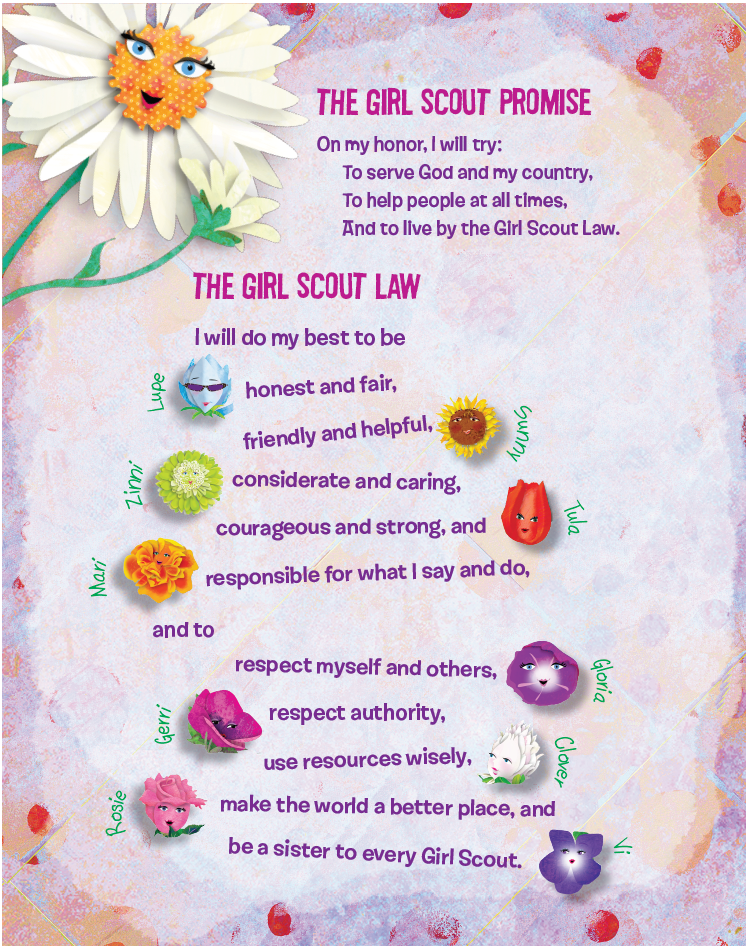 THE GIRL SCOUT PROMISE
On my honor, I will try:
To serve God and my country,
To help people at all times,
And to live by the Girl Scout Law.
THE GIRL SCOUT LAW
I will do my best to be
Lupe
honest and fair,
friendly and helpful,
Sunny
Zinni
considerate and caring,
courageous and strong, and
Tula
Mari
responsible for what I say and do,
and to
respect myself and others,
Gloria
Gerri
respect authority,
use resources wisely,
Clover
Rosie
make the world a better place, and
be a sister to every Girl Scout.
Vi